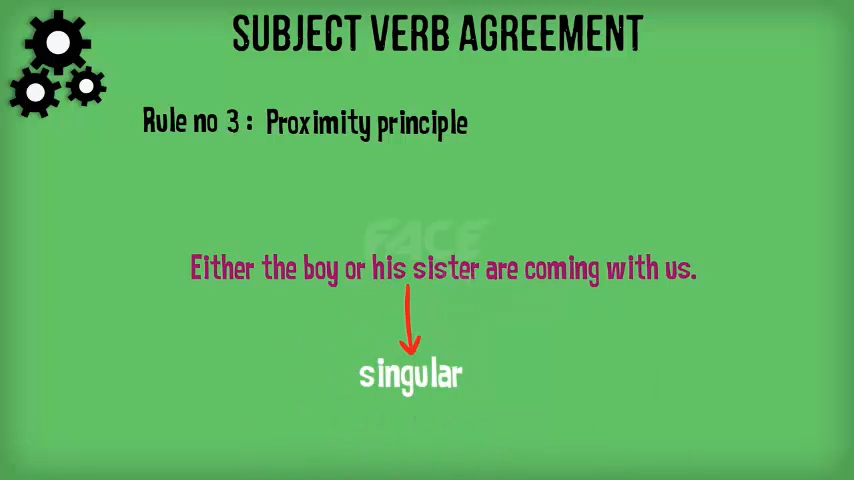 SUBJECT VERB AGREEMENT
Rule no 3 : Proximity principle
FACE
Either the boy or his sister are coming with us.
singular